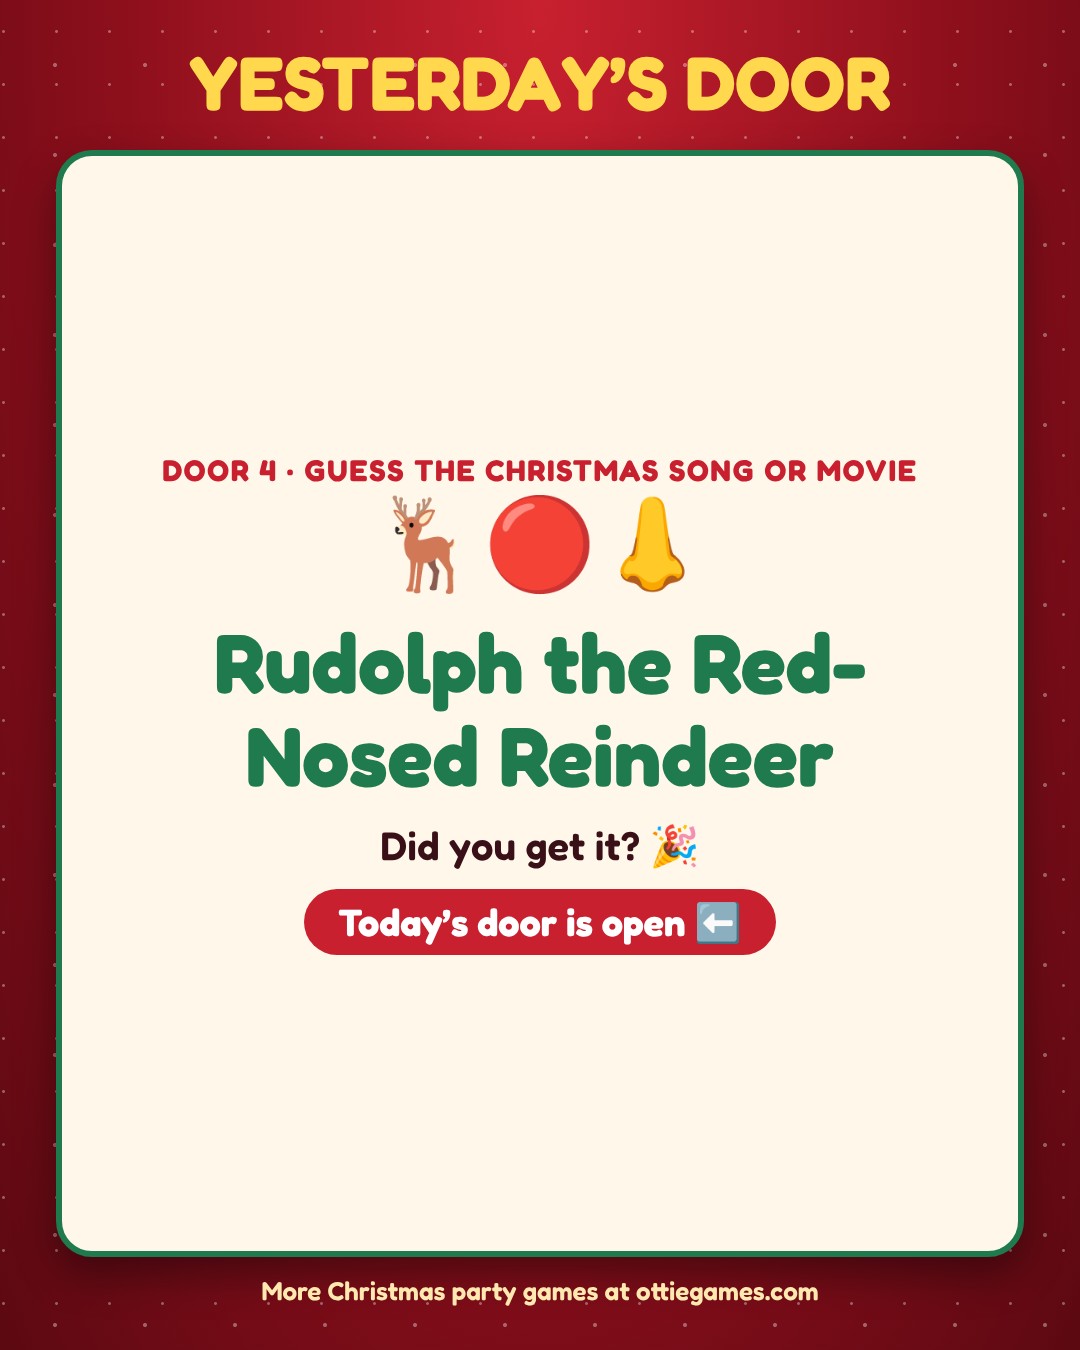 YESTERDAY’S DOOR
DOOR 4 · GUESS THE CHRISTMAS SONG OR MOVIE
Rudolph the Red-
Nosed Reindeer
Did you get it? 🎉
Today’s door is open ⬅️
More Christmas party games at ottiegames.com